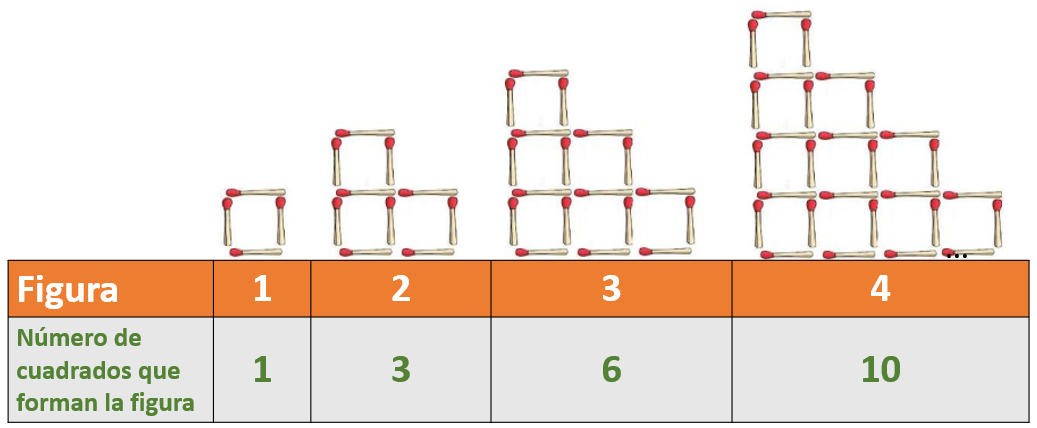 ...
Figura 1 2 3 4
Número de
cuadrados que
forman la figura
1 3 6 10